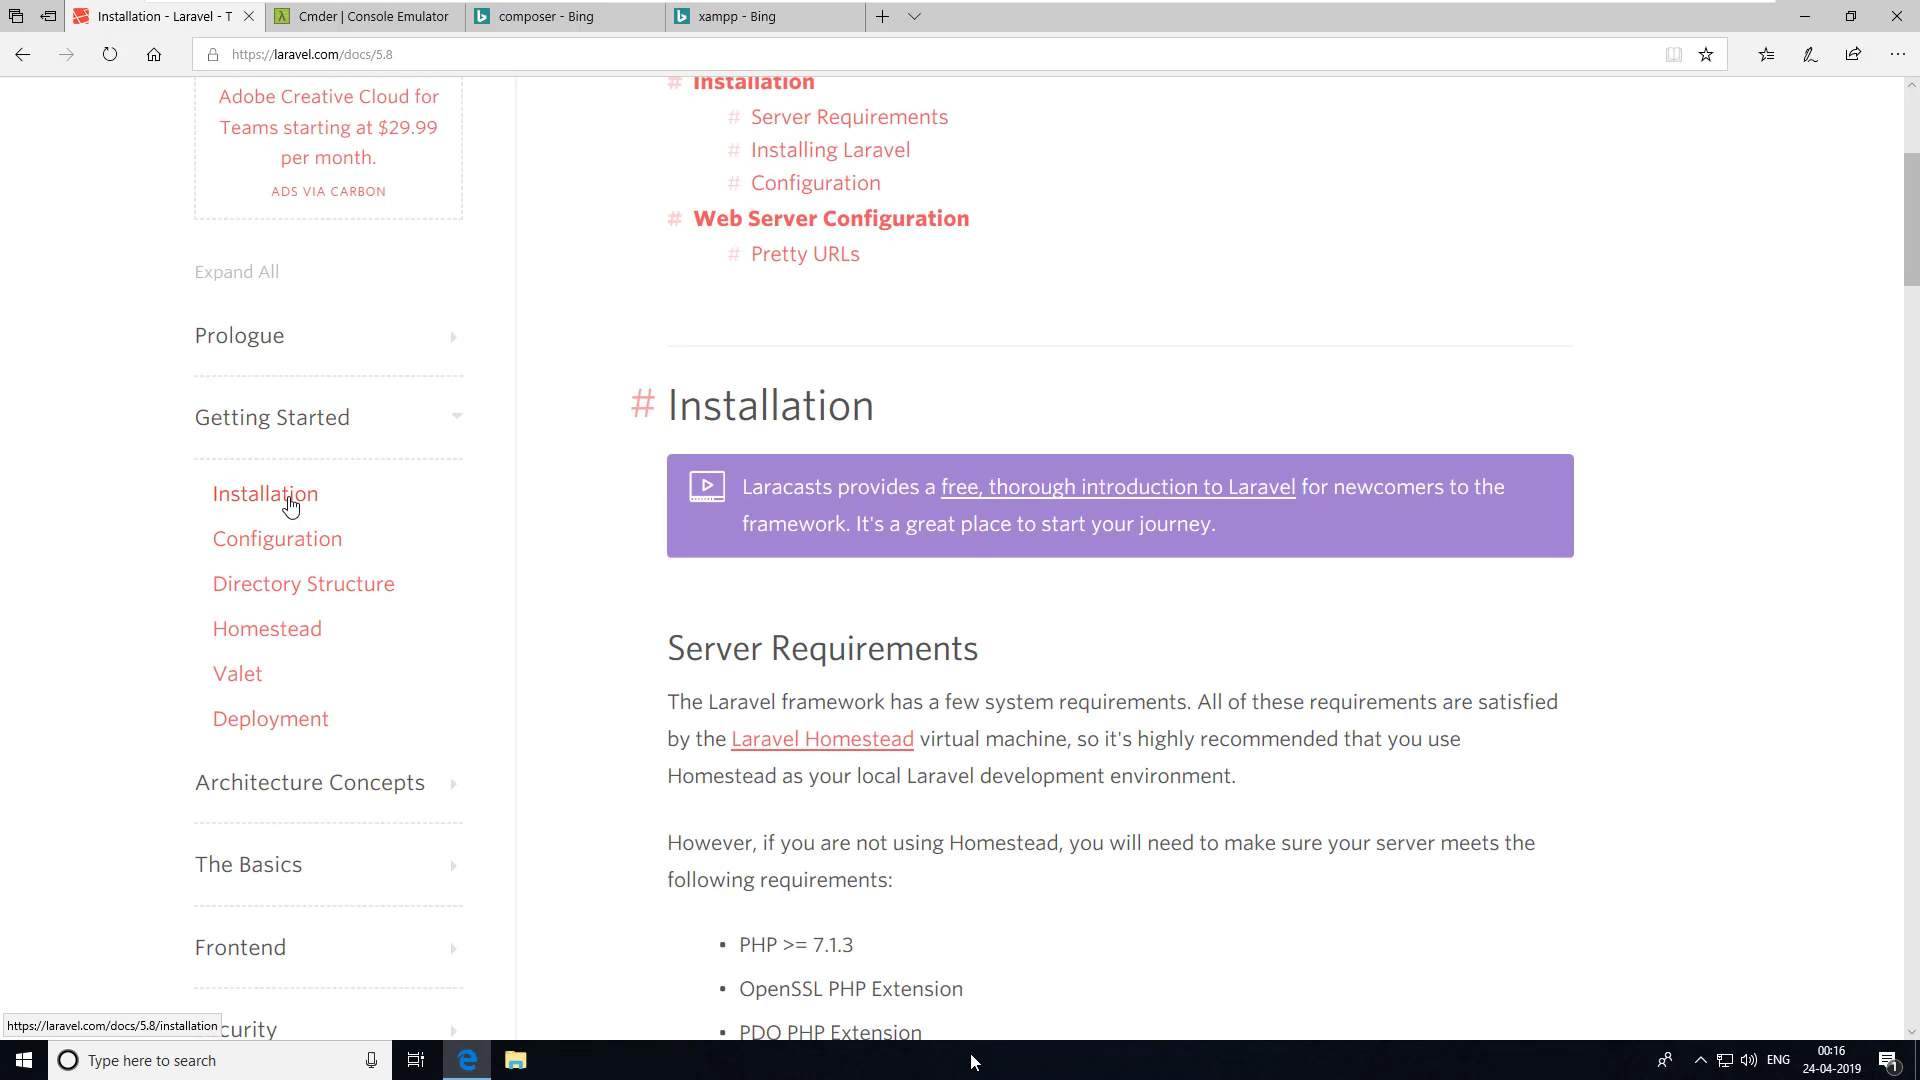 Installation - Laravel - T
Cmder | Console Emulator
composer - Bing
xampp - Bing
https://laravel.com/docs/5.8
Adobe Creative Cloud for
Teams starting at $29.99
per month.
ADS VIA CARBON
Expand All
Prologue
Getting Started
Installation
Configuration
Directory Structure
Homestead
Valet
Deployment
Architecture Concepts
The Basics
Frontend
curity
# Installation
# Server Requirements
# Installing Laravel
# Configuration
# Web Server Configuration
# Pretty URLs
# Installation
Laracasts provides a free, thorough introduction to Laravel for newcomers to the
framework. It's a great place to start your journey.
Server Requirements
The Laravel framework has a few system requirements. All of these requirements are satisfied
by the Laravel Homestead virtual machine, so it's highly recommended that you use
Homestead as your local Laravel development environment.
However, if you are not using Homestead, you will need to make sure your server meets the
following requirements:
• PHP >= 7.1.3
• OpenSSL PHP Extension
• PDO PHP Extension
https://laravel.com/docs/5.8/installation
Type here to search
ENG
00:16
24-04-2019
1